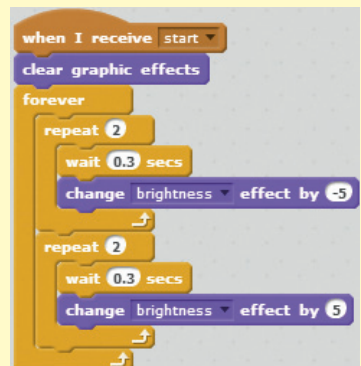 when I receive start
clear graphic effects
forever
repeat 2
wait 0.3 secs
change brightness effect by -5
repeat 2
wait 0.3 secs
change brightness effect by 5